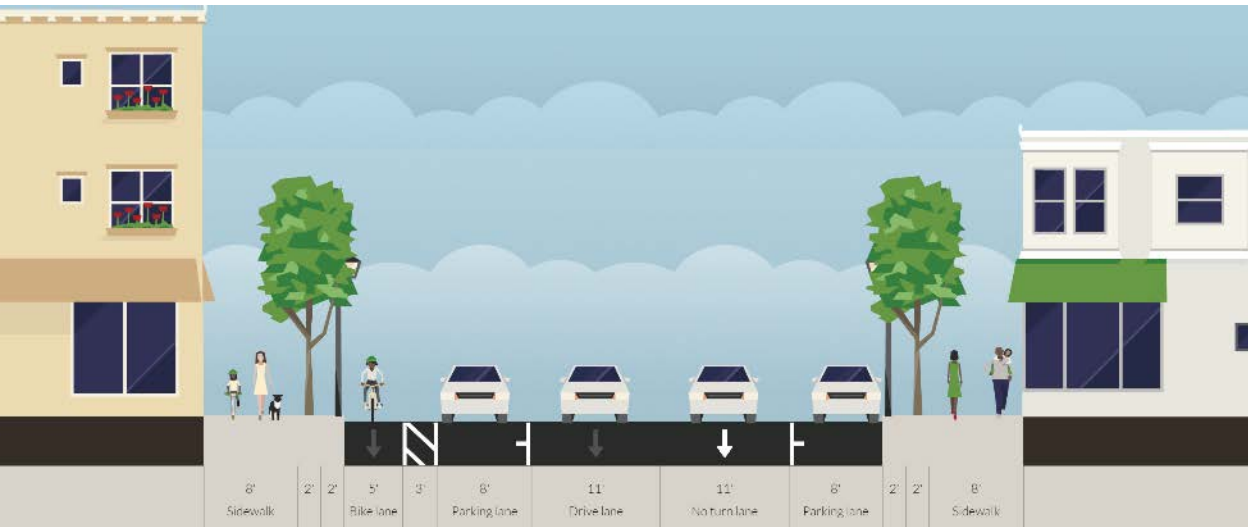 8' 2' 2' 5' 3' 8' 11' 11' 8' 2' 2' 8'
Sidewalk Bike lane Parking lane Drive lane No turn lane Parking lane Sidewalk